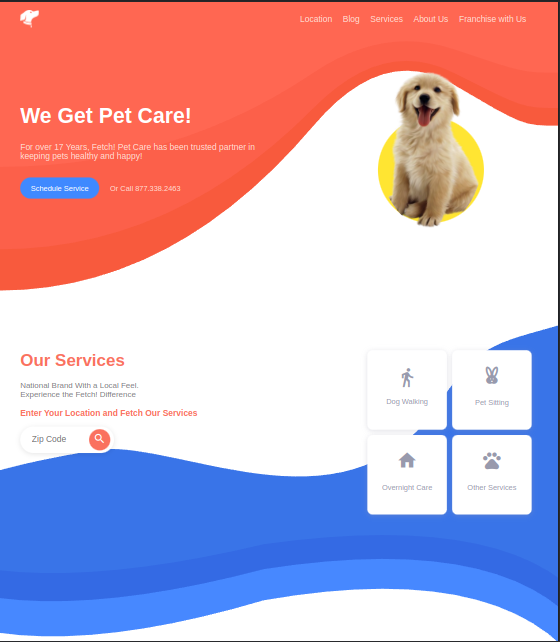 Location Blog Services About Us Franchise with Us
We Get Pet Care!
For over 17 Years, Fetch! Pet Care has been trusted partner in
keeping pets healthy and happy!
Schedule Service Or Call 877.338.2463
Our Services
National Brand With a Local Feel.
Experience the Fetch! Difference
Enter Your Location and Fetch Our Services
Zip Code
Dog Walking
Pet Sitting
Overnight Care
Other Services